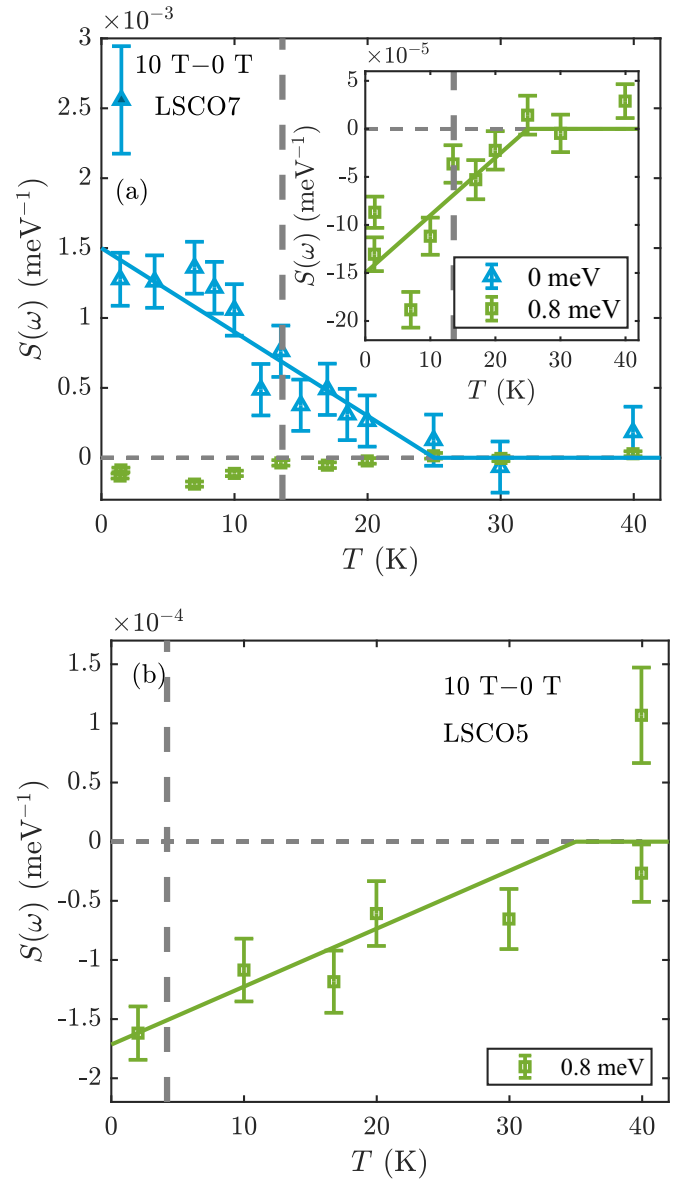 ×10⁻³
10 T−0 T
LSCO7
(a)
3
2.5
2
1.5
1
0.5
0
S(ω) (meV⁻¹)
0 10 20 30 40
T (K)
×10⁻⁵
5
0
-5
-10
-15
-20
S(ω) (meV⁻¹)
0 10 20 30 40
T (K)
0 meV
0.8 meV
×10⁻⁴
(b)
10 T−0 T
LSCO5
1.5
1
0.5
0
-0.5
-1
-1.5
-2
S(ω) (meV⁻¹)
0.8 meV
0 10 20 30 40
T (K)